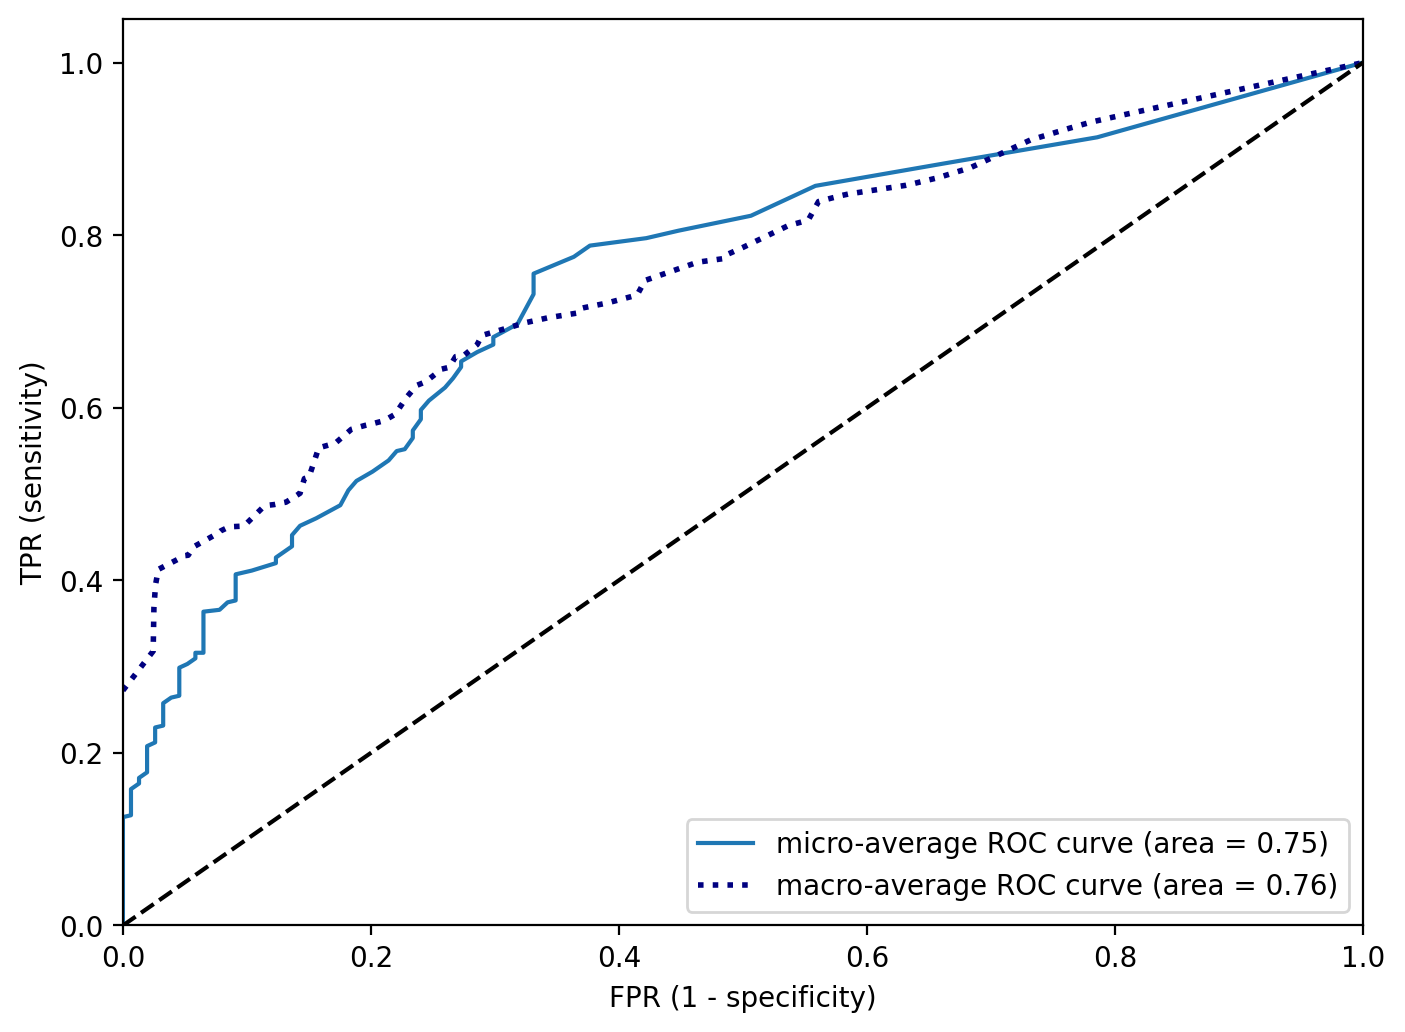 1.0
0.8
0.6
0.4
0.2
0.0
TPR (sensitivity)
micro-average ROC curve (area = 0.75)
macro-average ROC curve (area = 0.76)
0.0 0.2 0.4 0.6 0.8 1.0
FPR (1 - specificity)